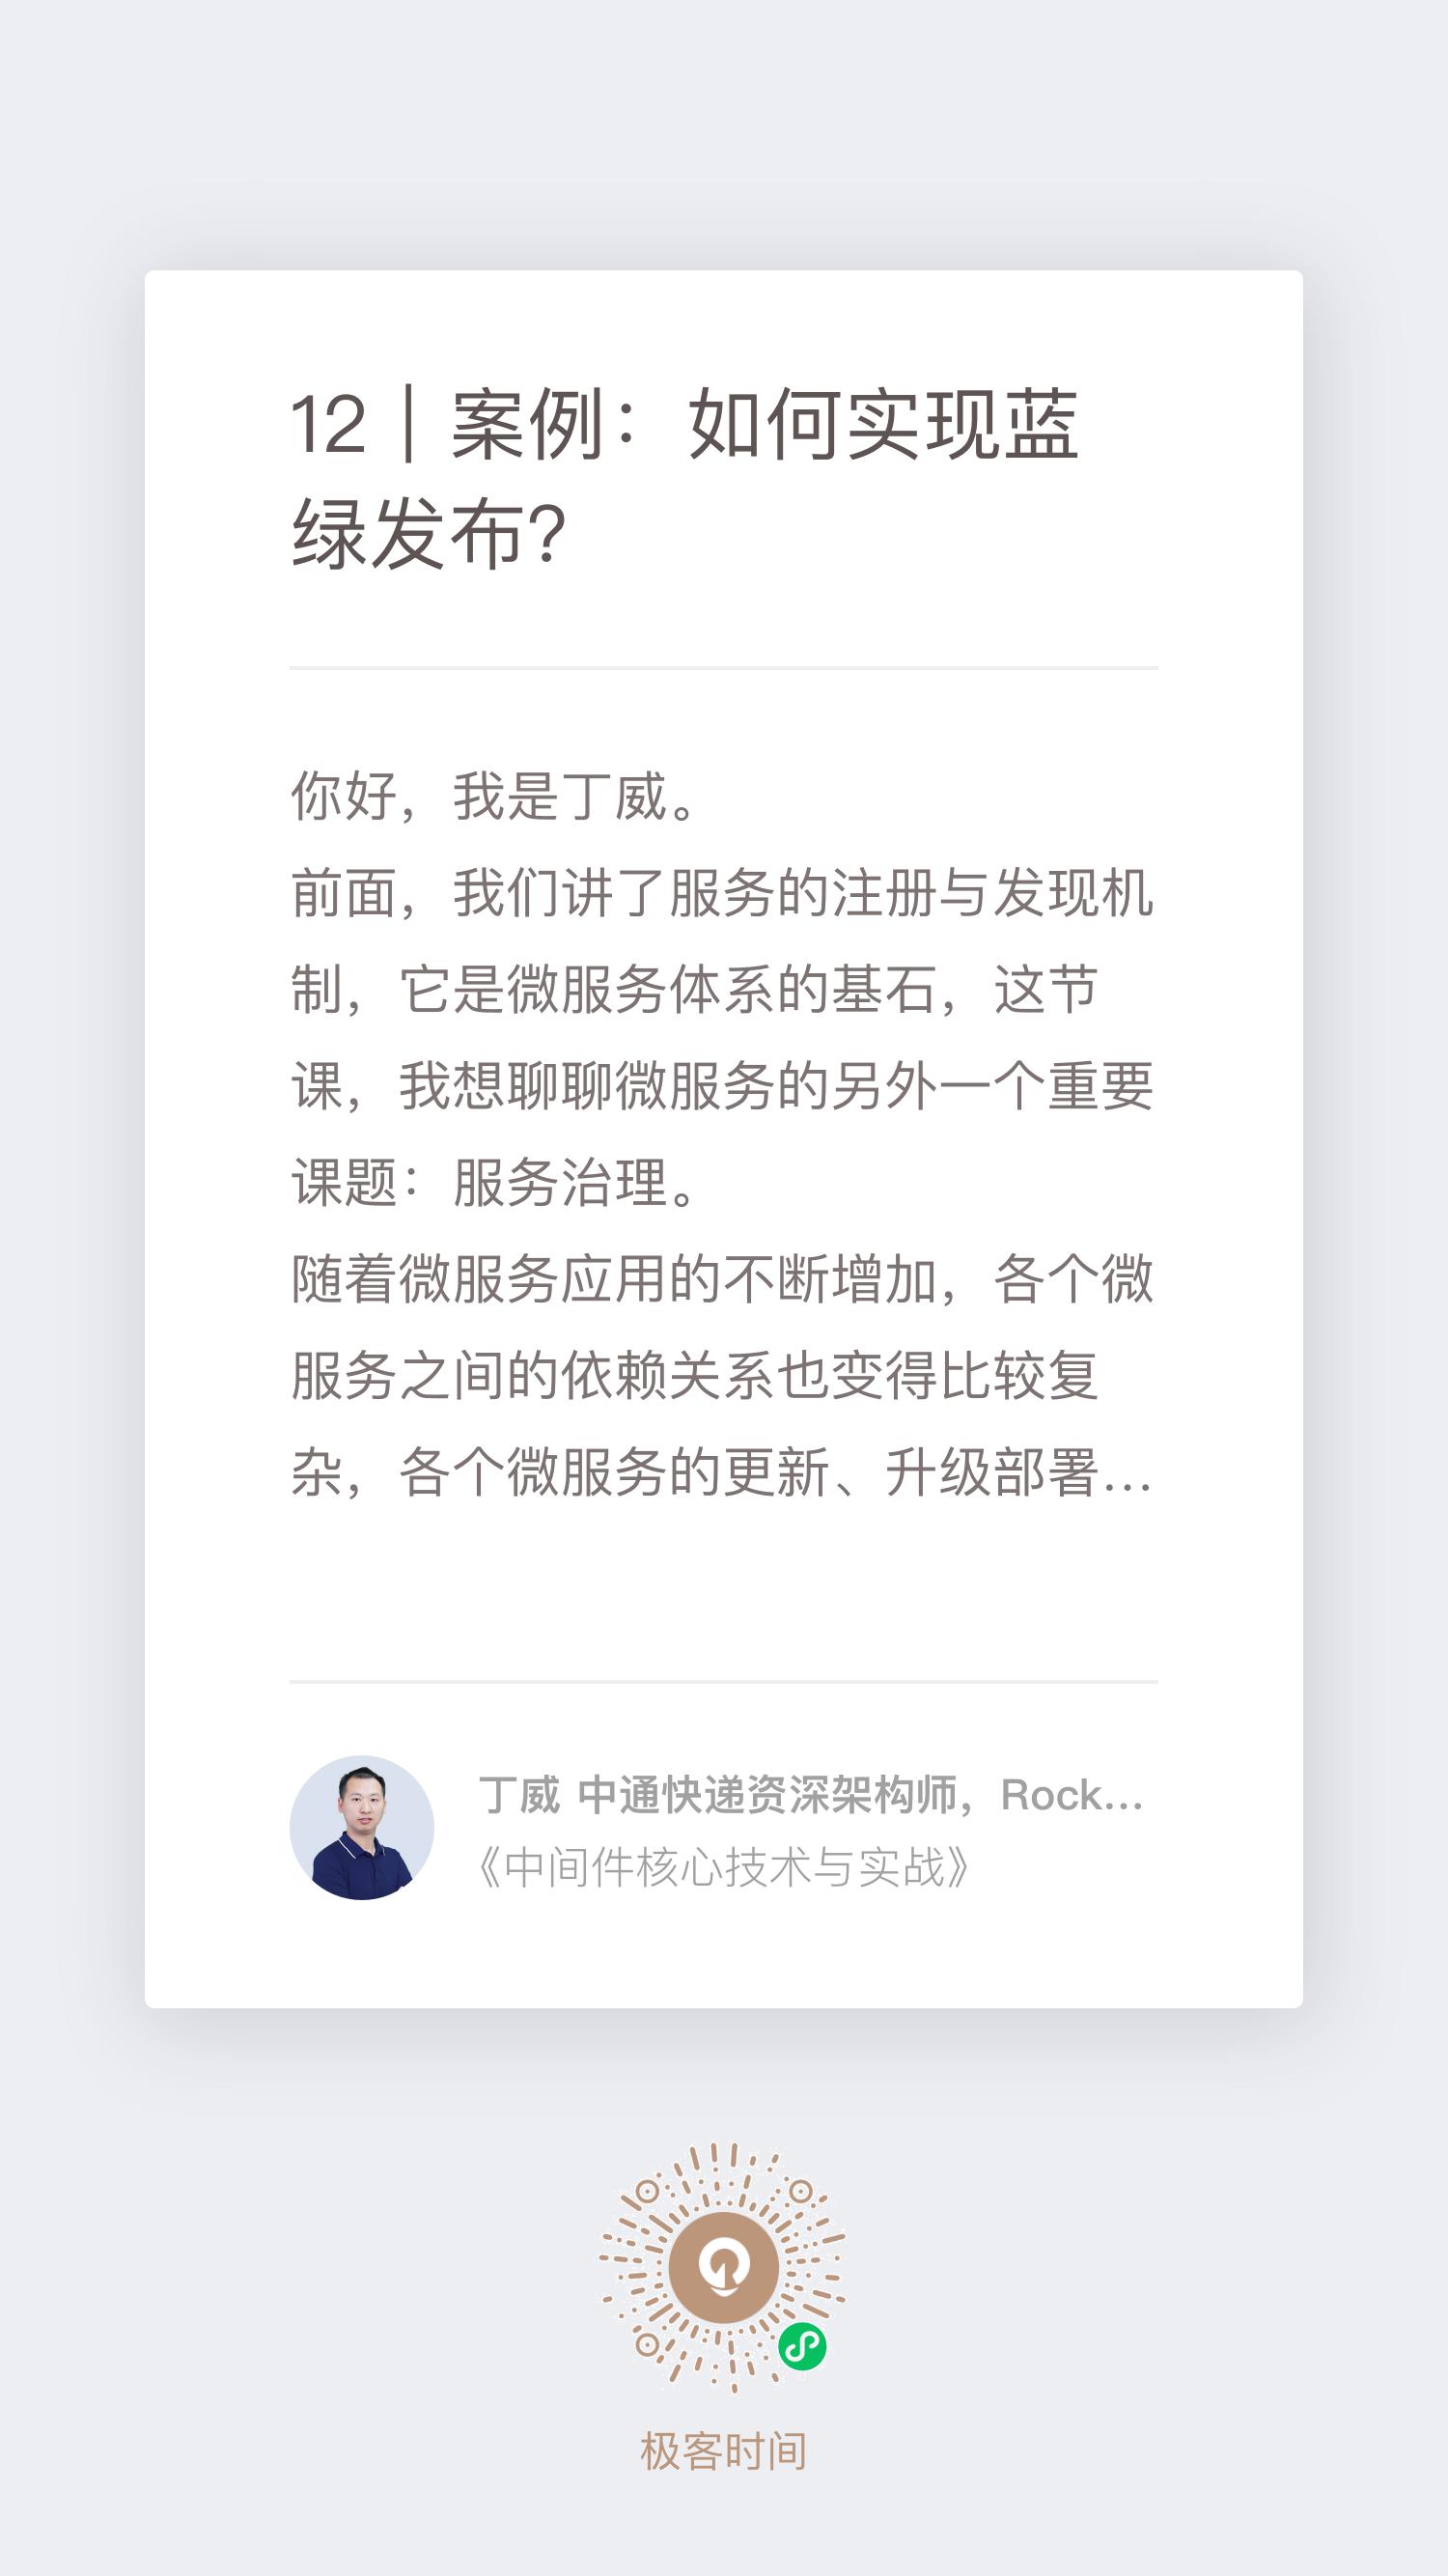 12｜案例：如何实现蓝
绿发布？
你好，我是丁威。
前面，我们讲了服务的注册与发现机
制，它是微服务体系的基石，这节
课，我想聊聊微服务的另外一个重要
课题：服务治理。
随着微服务应用的不断增加，各个微
服务之间的依赖关系也变得比较复
杂，各个微服务的更新、升级部署...
丁威 中通快递资深架构师，Rock...
《中间件核心技术与实战》
极客时间